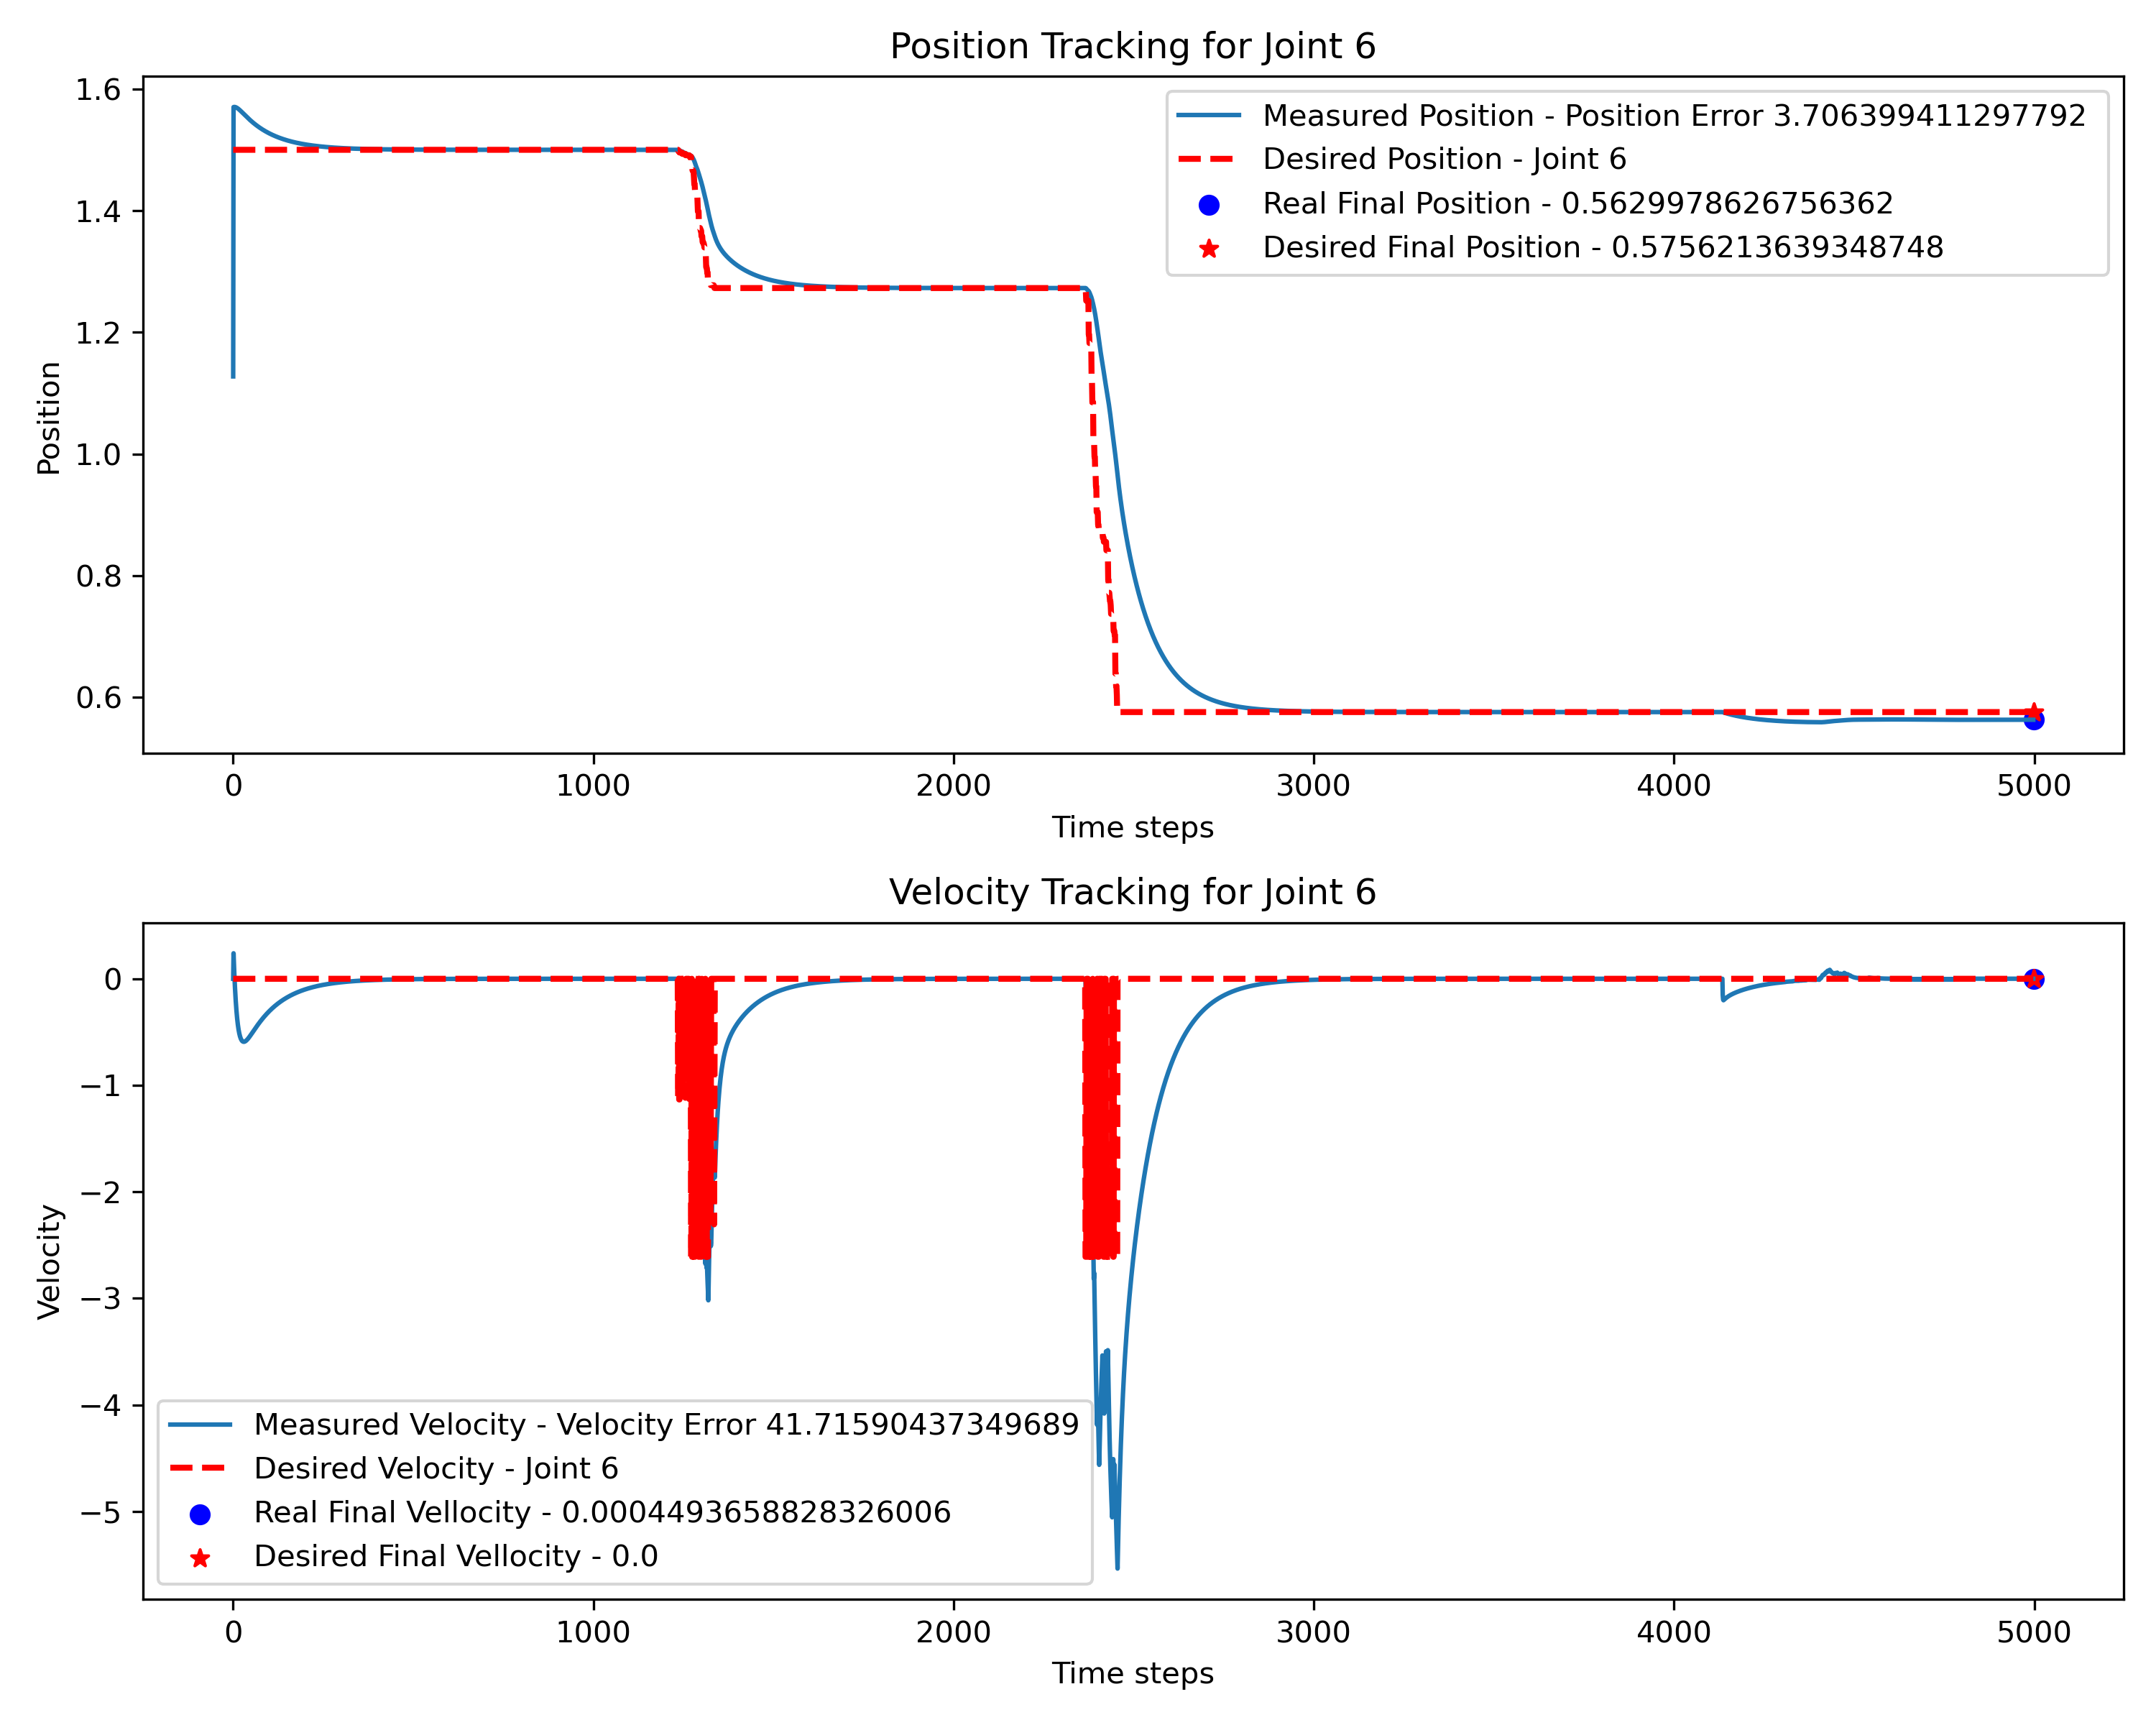 Position Tracking for Joint 6
1.6
1.4
1.2
1.0
0.8
0.6
Position
Measured Position - Position Error 3.706399411297792
Desired Position - Joint 6
Real Final Position - 0.5629978626756362
Desired Final Position - 0.5756213639348748
0 1000 2000 3000 4000 5000
Time steps
Velocity Tracking for Joint 6
0
−1
−2
−3
−4
−5
Velocity
Measured Velocity - Velocity Error 41.71590437349689
Desired Velocity - Joint 6
Real Final Vellocity - 0.0004493658828326006
Desired Final Vellocity - 0.0
0 1000 2000 3000 4000 5000
Time steps